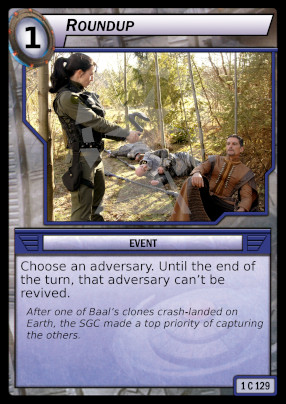 1
ROUNDUP
EVENT
Choose an adversary. Until the end of
the turn, that adversary can't be
revived.
After one of Baal's clones crash-landed on
Earth, the SGC made a top priority of capturing
the others.
1 C 129